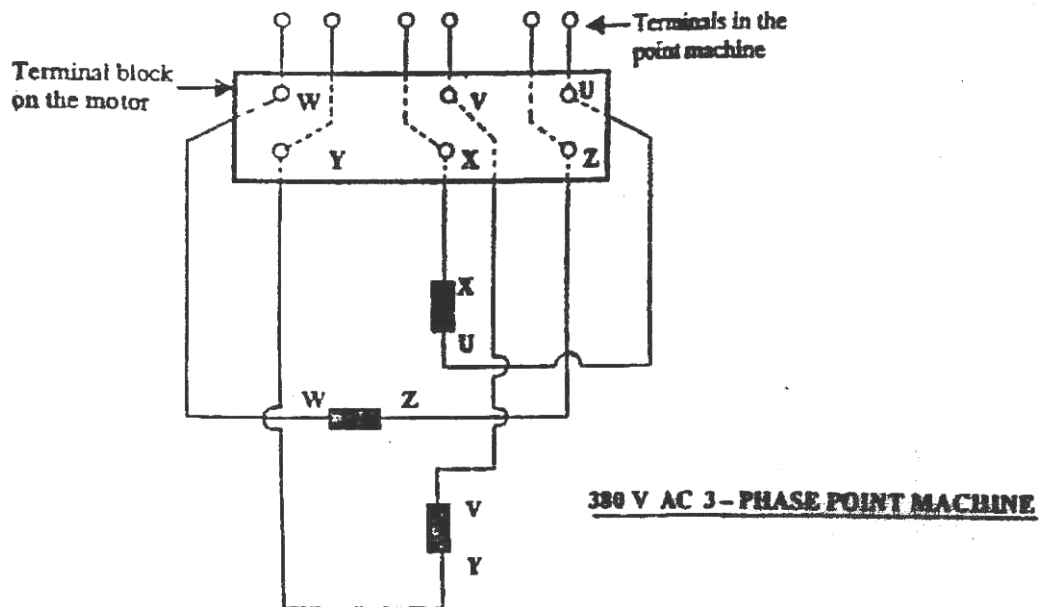 Terminals in the
point machine
Terminal block
on the motor
W V U
Y X Z
X
U
W Z
V
Y
380 V AC 3 - PHASE POINT MACHINE